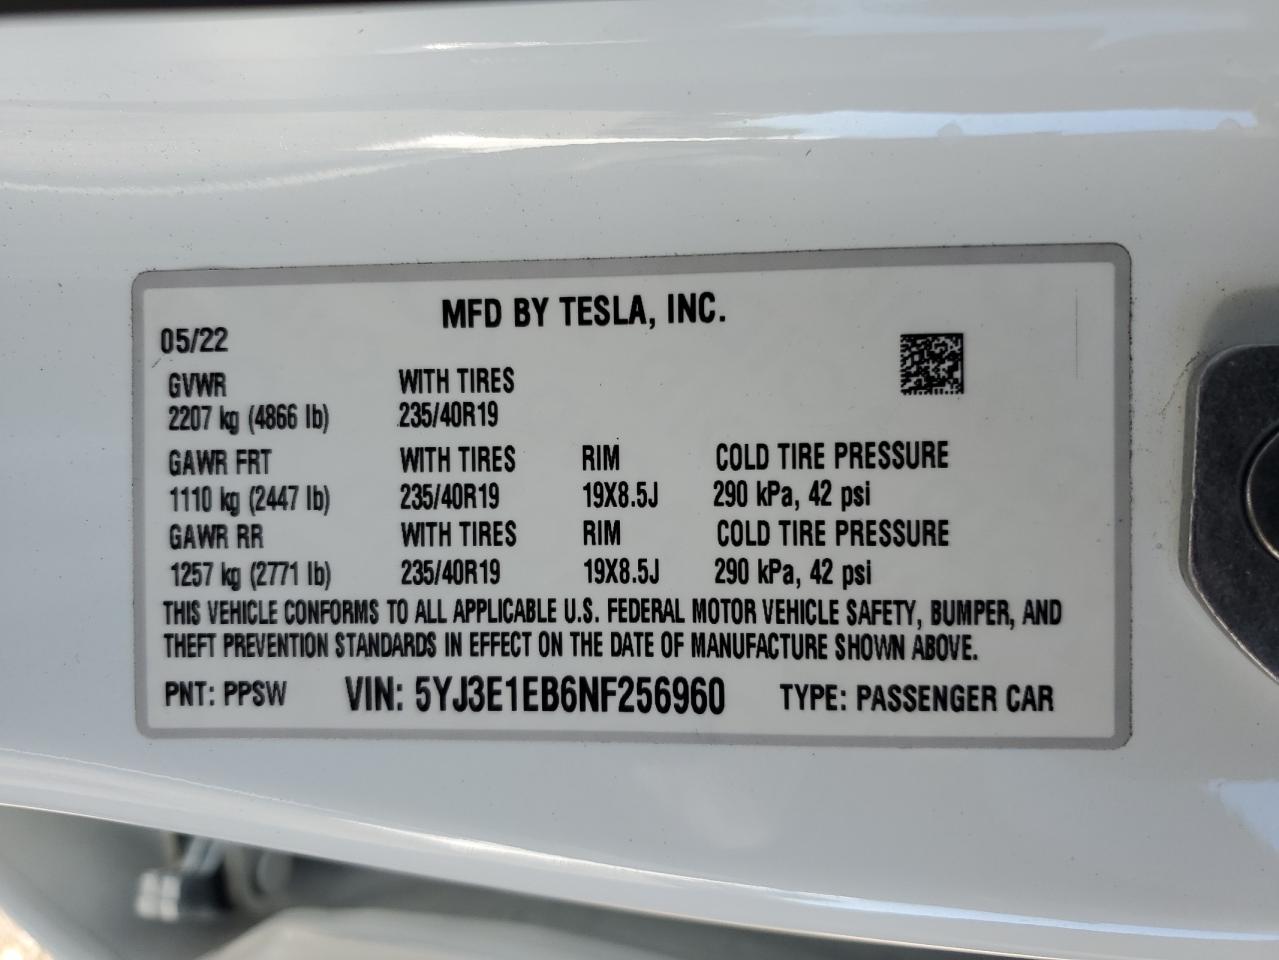 MFD BY TESLA, INC.
05/22
GVWR WITH TIRES
2207 kg (4866 lb) 235/40R19
GAWR FRT WITH TIRES RIM COLD TIRE PRESSURE
1110 kg (2447 lb) 235/40R19 19X8.5J 290 kPa, 42 psi
GAWR RR WITH TIRES RIM COLD TIRE PRESSURE
1257 kg (2771 lb) 235/40R19 19X8.5J 290 kPa, 42 psi
THIS VEHICLE CONFORMS TO ALL APPLICABLE U.S. FEDERAL MOTOR VEHICLE SAFETY, BUMPER, AND
THEFT PREVENTION STANDARDS IN EFFECT ON THE DATE OF MANUFACTURE SHOWN ABOVE.
PNT: PPSW VIN: 5YJ3E1EB6NF256960 TYPE: PASSENGER CAR